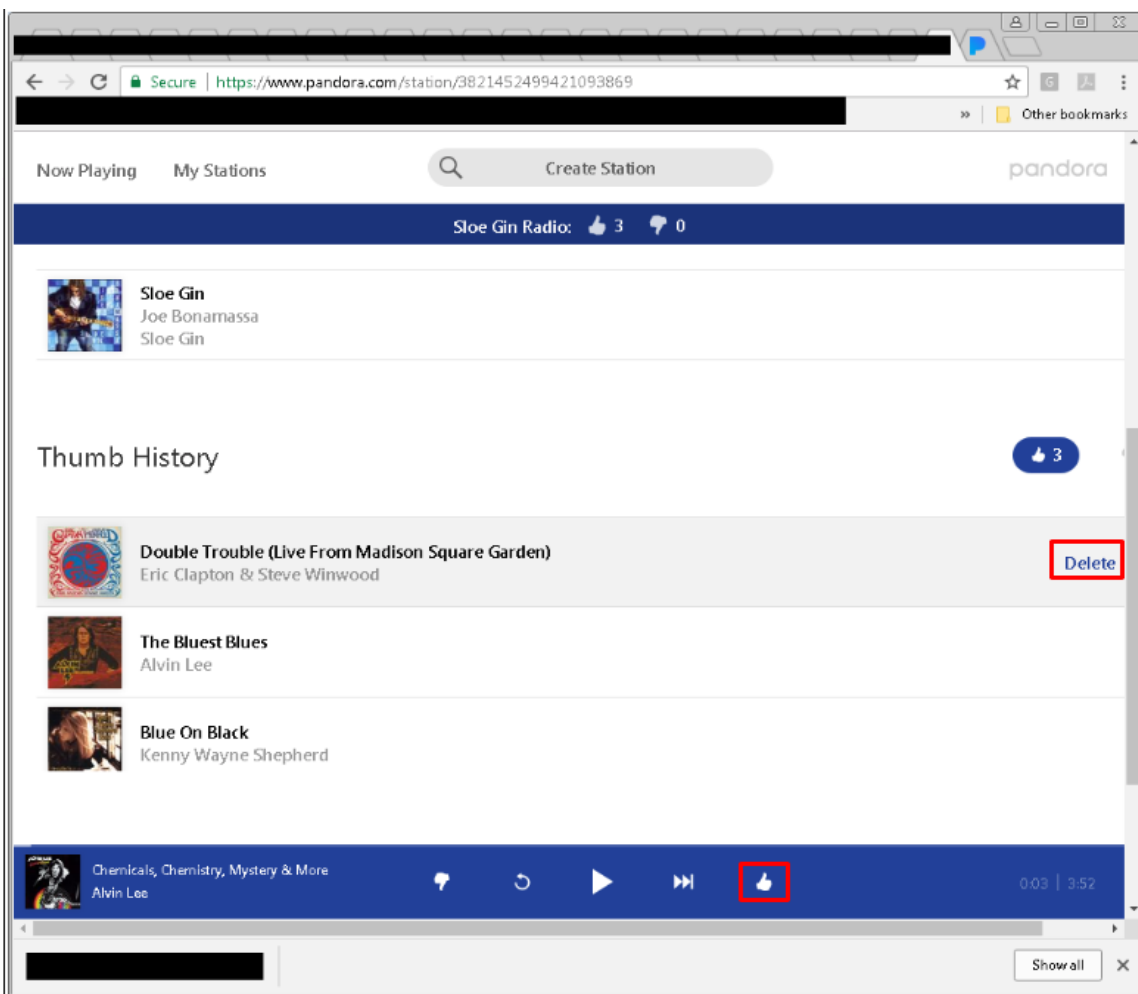 Secure | https://www.pandora.com/station/3821452499421093869
» Other bookmarks
Now Playing My Stations Create Station pandora
Sloe Gin Radio: 3 0
Sloe Gin
Joe Bonamassa
Sloe Gin
Thumb History 3
Double Trouble (Live From Madison Square Garden)
Eric Clapton & Steve Winwood
Delete
The Bluest Blues
Alvin Lee
Blue On Black
Kenny Wayne Shepherd
Chemicals, Chemistry, Mystery & More
Alvin Lee
0:03 | 3:52
Show all